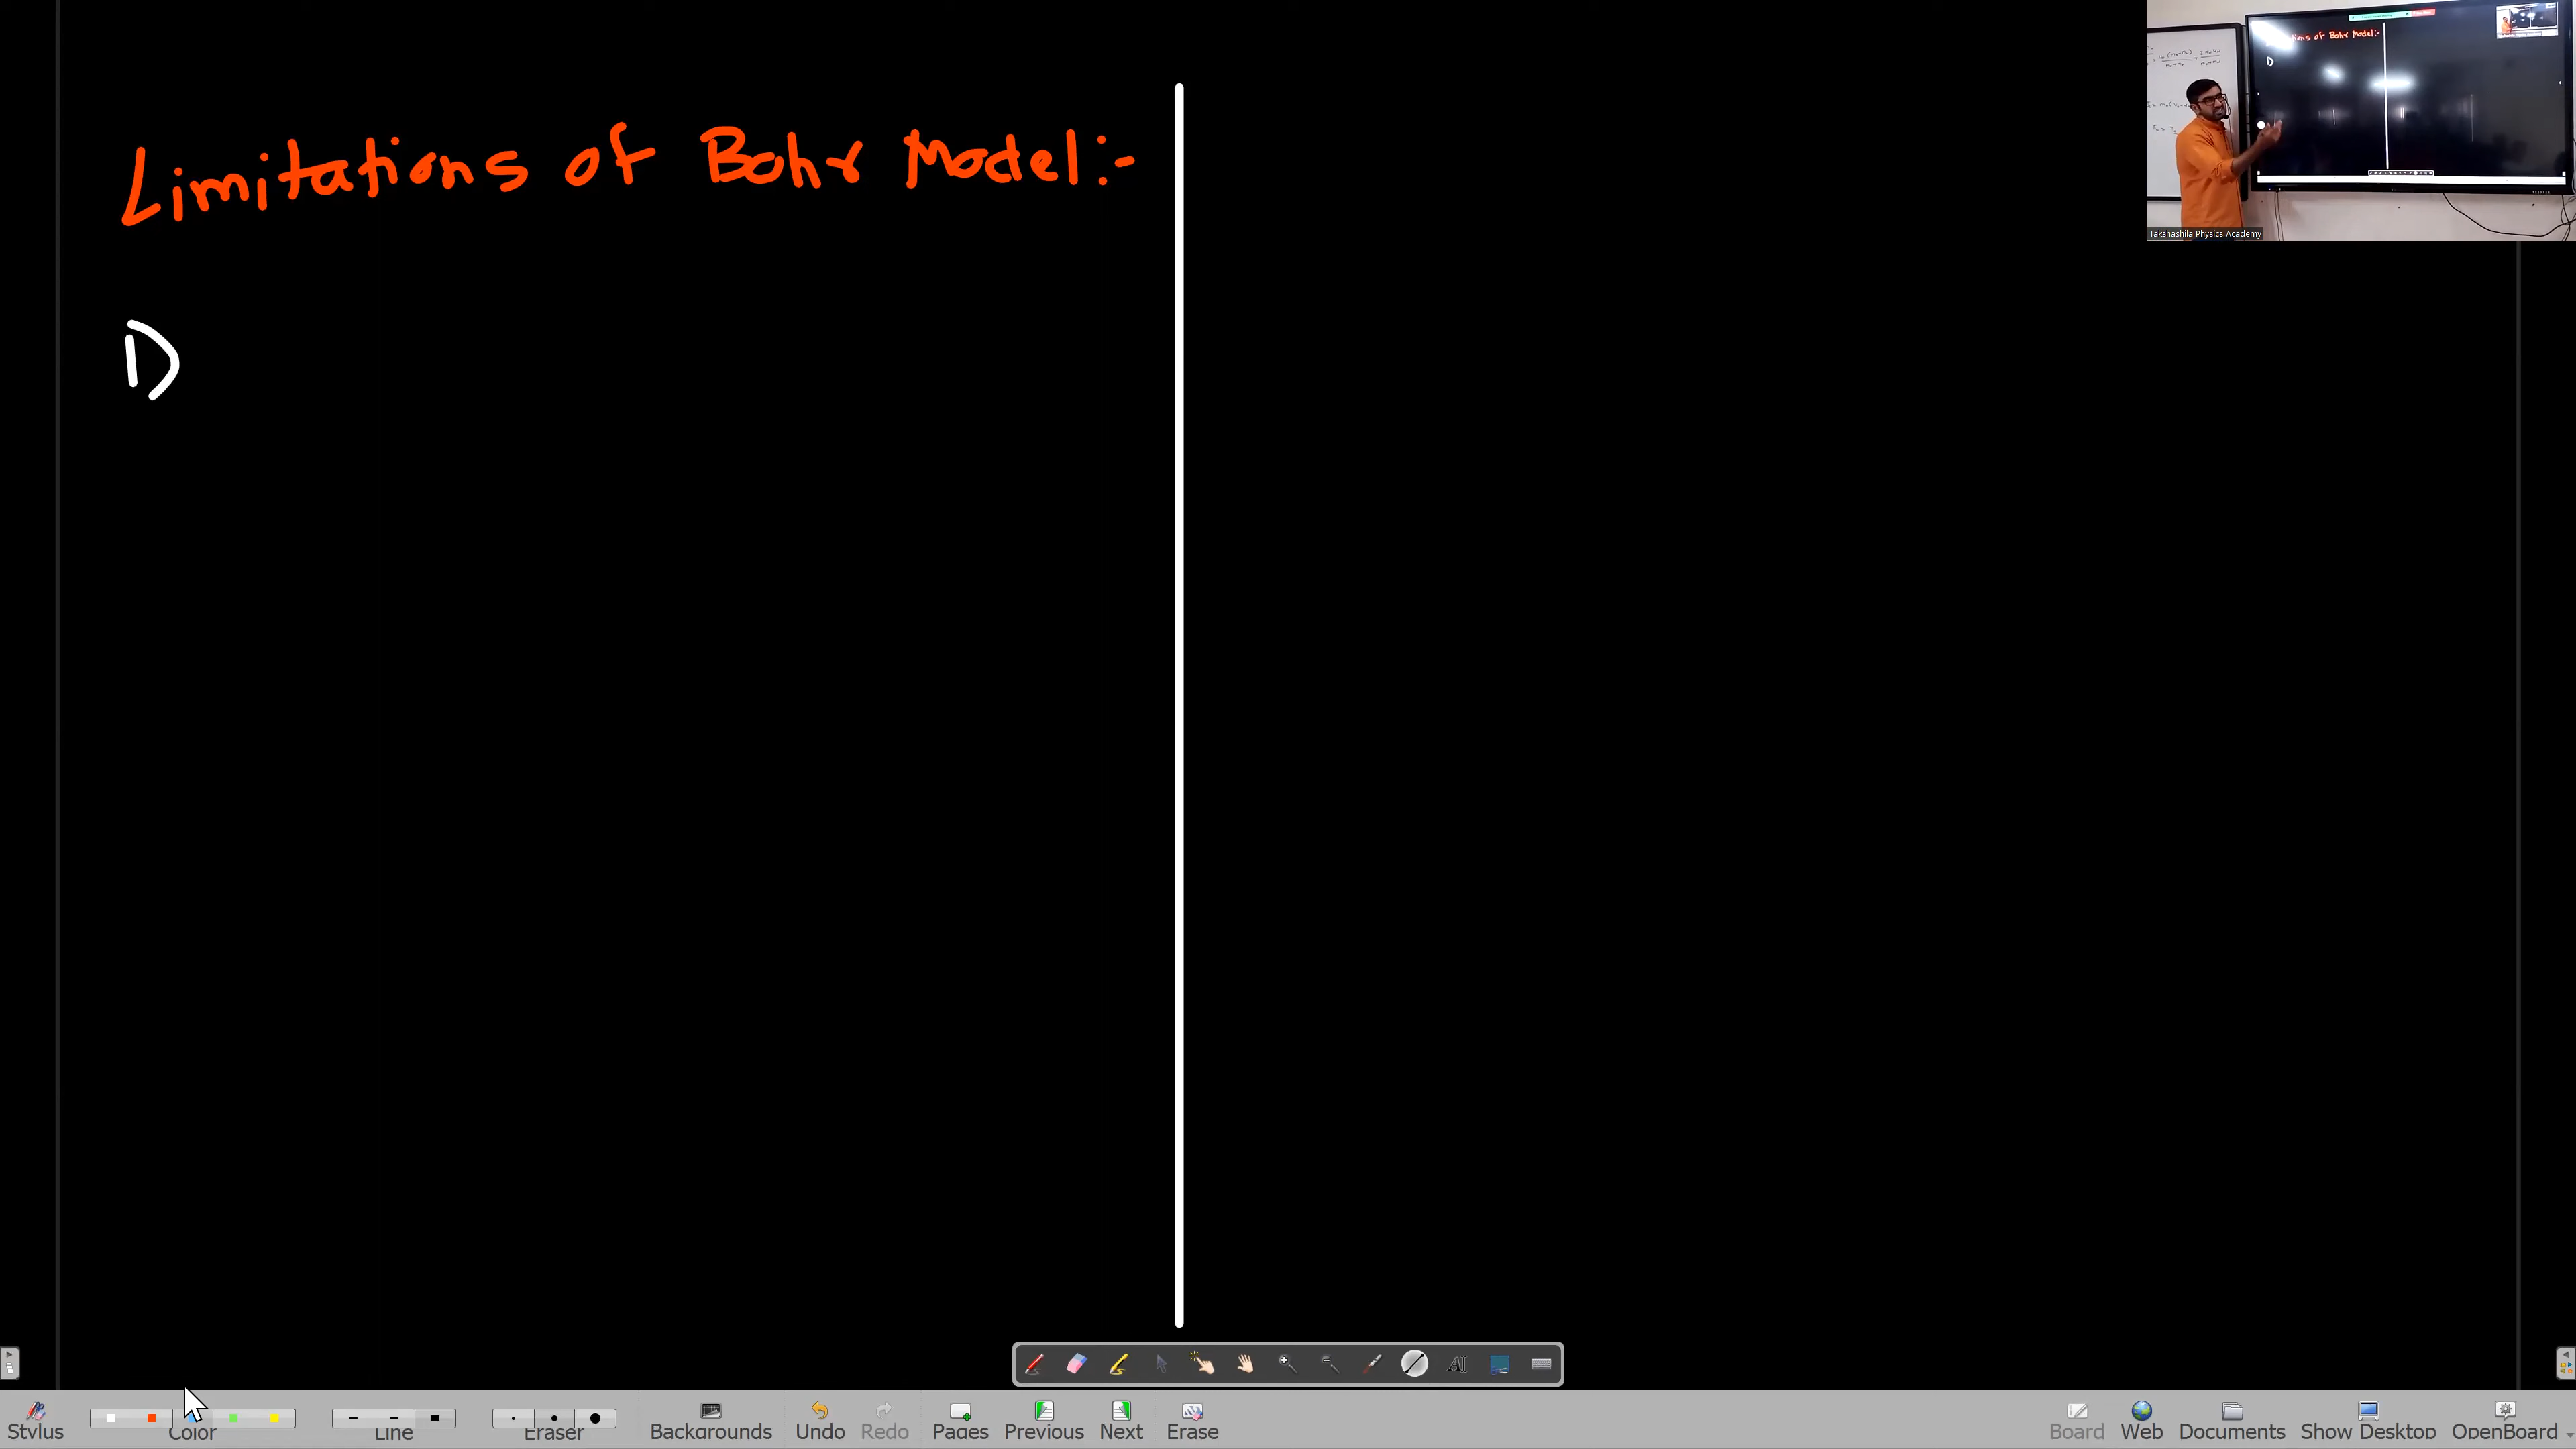 Limitations of Bohr Model:-
1)
Takshashila Physics Academy
Stylus
Color
Line
Eraser
Backgrounds
Undo
Redo
Pages
Previous
Next
Erase
Board
Web
Documents
Show Desktop
OpenBoard